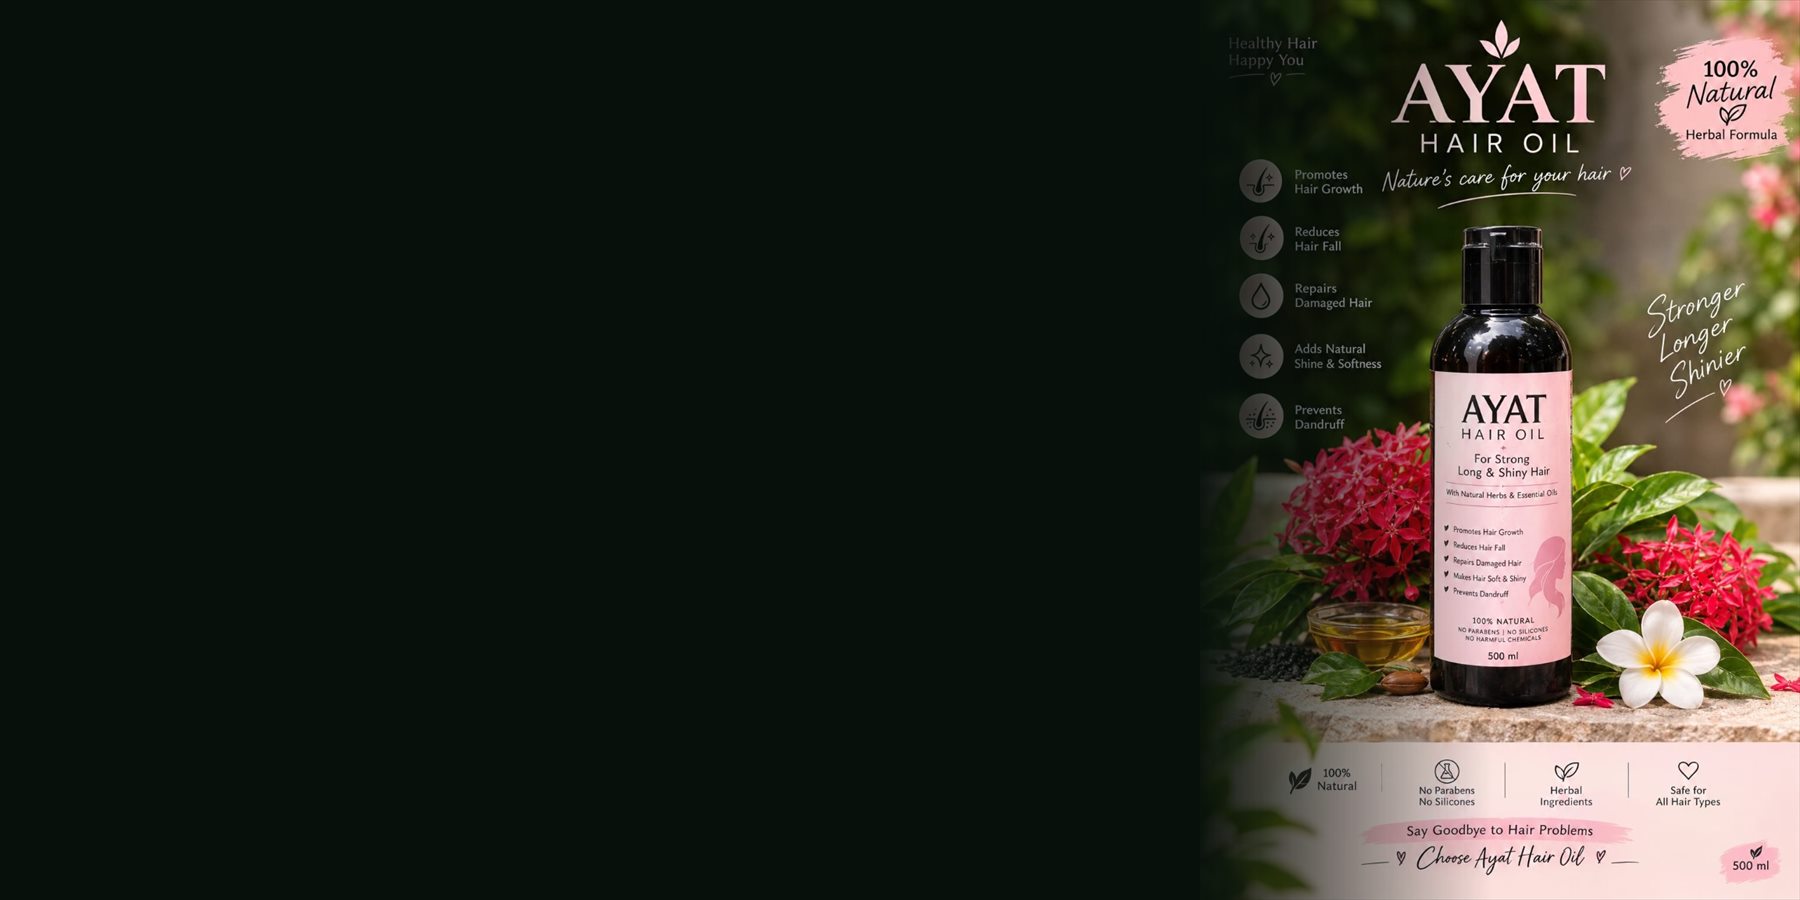 Healthy Hair
Happy You
AYAT
HAIR OIL
Nature's care for your hair
100%
Natural
Herbal Formula
Promotes
Hair Growth
Reduces
Hair Fall
Repairs
Damaged Hair
Adds Natural
Shine & Softness
Prevents
Dandruff
Stronger
Longer
Shinier
AYAT
HAIR OIL
For Strong
Long & Shiny Hair
With Natural Herbs & Essential Oils
Promotes Hair Growth
Reduces Hair Fall
Repairs Damaged Hair
Makes Hair Soft & Shiny
Prevents Dandruff
100% NATURAL
NO PARABENS | NO SILICONES
NO HARMFUL CHEMICALS
500 ml
100%
Natural
No Parabens
No Silicones
Herbal
Ingredients
Safe for
All Hair Types
Say Goodbye to Hair Problems
Choose Ayat Hair Oil
500 ml